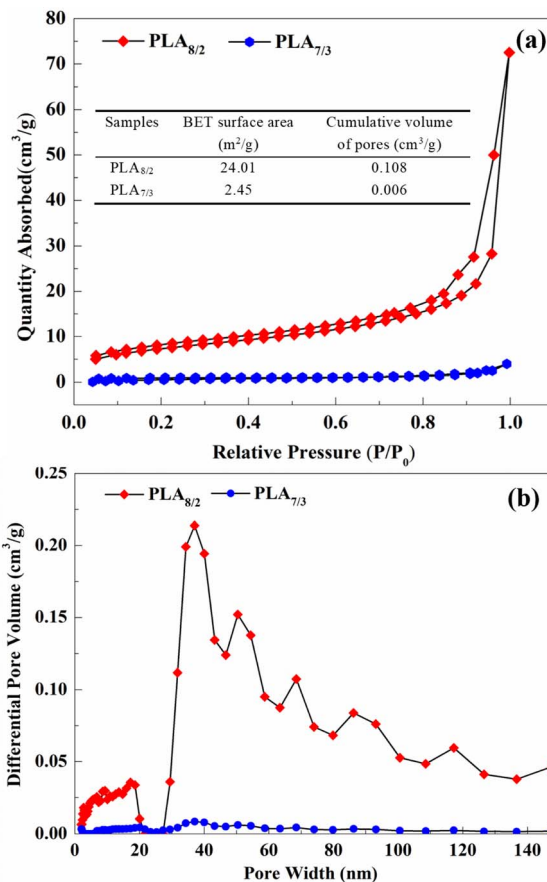 (a)
PLA8/2 PLA7/3
Samples BET surface area Cumulative volume
(m²/g) of pores (cm³/g)
PLA8/2 24.01 0.108
PLA7/3 2.45 0.006
Quantity Absorbed(cm³/g)
80
70
60
50
40
30
20
10
0
0.0 0.2 0.4 0.6 0.8 1.0
Relative Pressure (P/P0)
(b)
PLA8/2 PLA7/3
Differential Pore Volume (cm³/g)
0.25
0.20
0.15
0.10
0.05
0.00
0 20 40 60 80 100 120 140
Pore Width (nm)